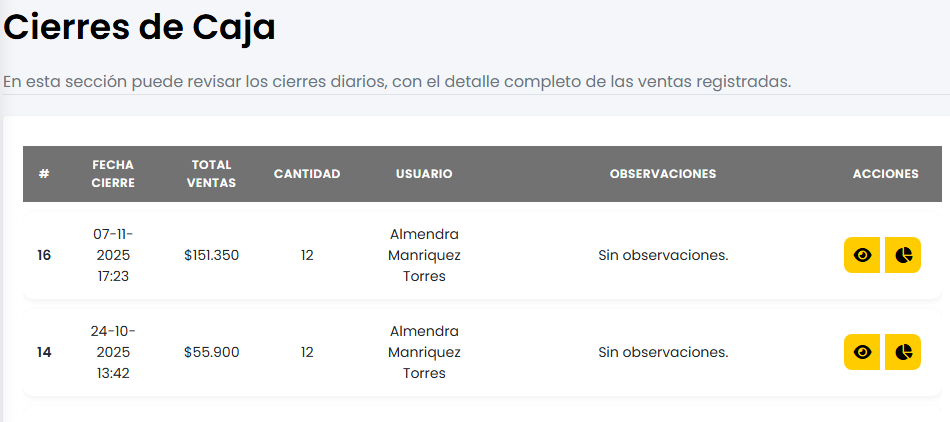 Cierres de Caja
En esta sección puede revisar los cierres diarios, con el detalle completo de las ventas registradas.
# FECHA CIERRE TOTAL VENTAS CANTIDAD USUARIO OBSERVACIONES ACCIONES
16 07-11-2025 17:23 $151.350 12 Almendra Manriquez Torres Sin observaciones.
14 24-10-2025 13:42 $55.900 12 Almendra Manriquez Torres Sin observaciones.